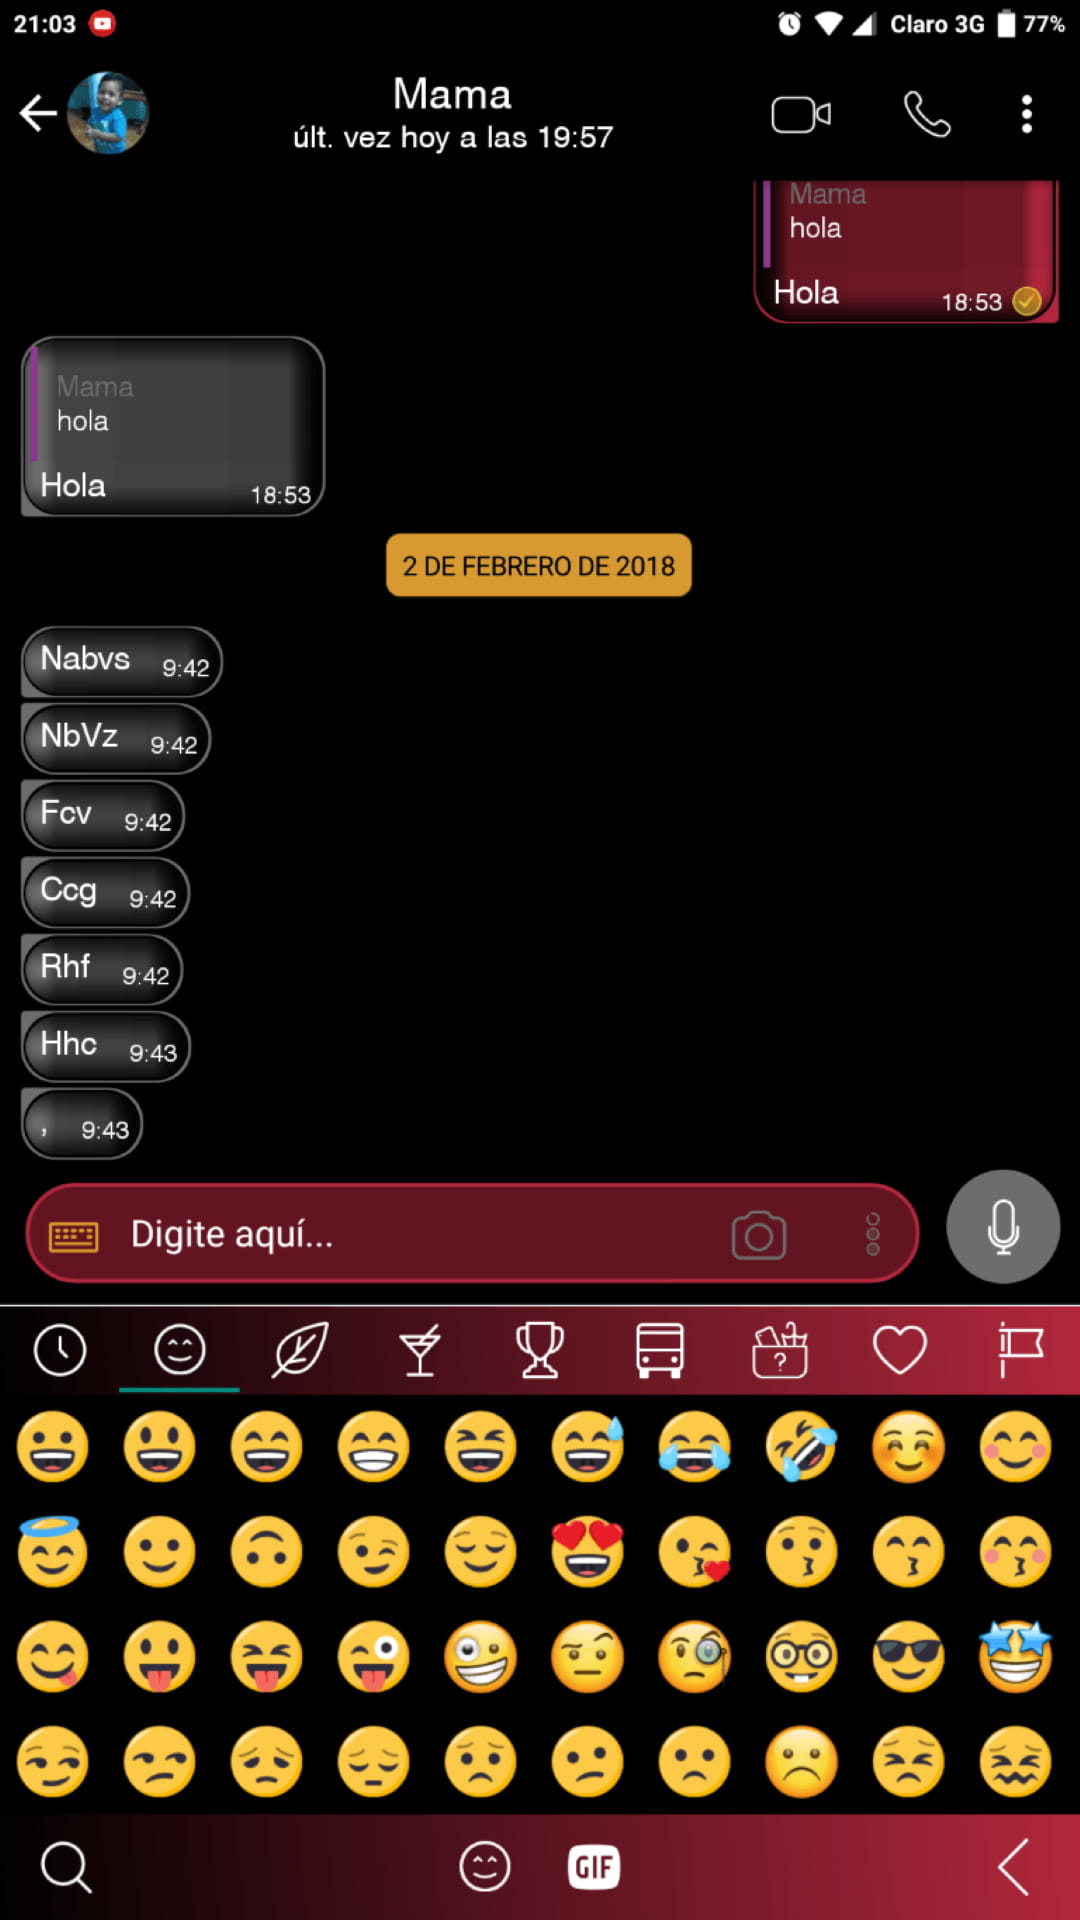 21:03 Claro 3G 77%
Mama
últ. vez hoy a las 19:57
Mama
hola
Hola 18:53
Mama
hola
Hola 18:53
2 DE FEBRERO DE 2018
Nabvs 9:42
NbVz 9:42
Fcv 9:42
Ccg 9:42
Rhf 9:42
Hhc 9:43
, 9:43
Digite aquí...
?
GIF